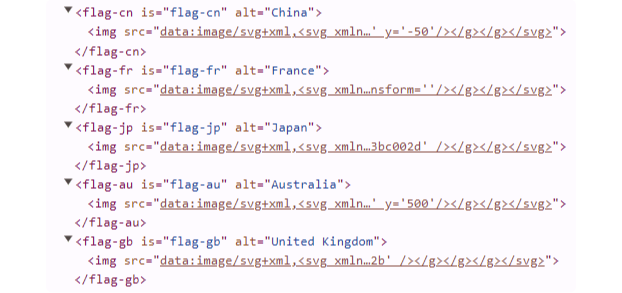 ▼<flag-cn is="flag-cn" alt="China">
<img src="data:image/svg+xml,<svg xmln…' y='-50'/></g></g></svg>">
</flag-cn>
▼<flag-fr is="flag-fr" alt="France">
<img src="data:image/svg+xml,<svg xmln…nsform=''/></g></g></svg>">
</flag-fr>
▼<flag-jp is="flag-jp" alt="Japan">
<img src="data:image/svg+xml,<svg xmln…3bc002d' /></g></g></svg>">
</flag-jp>
▼<flag-au is="flag-au" alt="Australia">
<img src="data:image/svg+xml,<svg xmln…' y='500'/></g></g></svg>">
</flag-au>
▼<flag-gb is="flag-gb" alt="United Kingdom">
<img src="data:image/svg+xml,<svg xmln…2b' /></g></g></g></svg>">
</flag-gb>